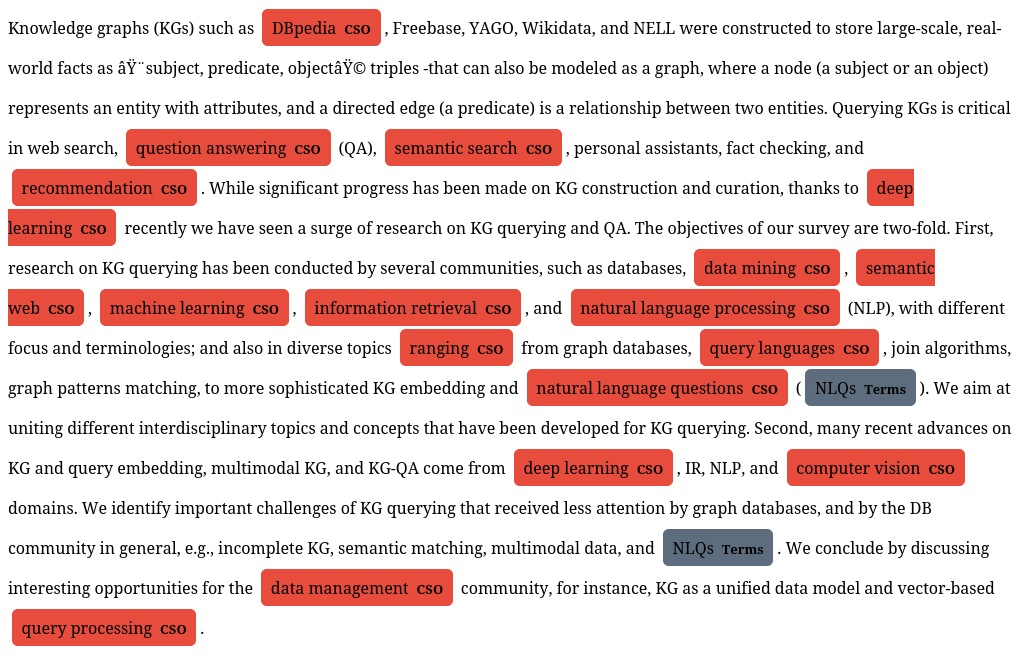 Knowledge graphs (KGs) such as DBpedia CSO , Freebase, YAGO, Wikidata, and NELL were constructed to store large-scale, real-
world facts as âŸ¨subject, predicate, objectâŸ© triples -that can also be modeled as a graph, where a node (a subject or an object)
represents an entity with attributes, and a directed edge (a predicate) is a relationship between two entities. Querying KGs is critical
in web search, question answering CSO (QA), semantic search CSO , personal assistants, fact checking, and
recommendation CSO . While significant progress has been made on KG construction and curation, thanks to deep
learning CSO recently we have seen a surge of research on KG querying and QA. The objectives of our survey are two-fold. First,
research on KG querying has been conducted by several communities, such as databases, data mining CSO , semantic
web CSO , machine learning CSO , information retrieval CSO , and natural language processing CSO (NLP), with different
focus and terminologies; and also in diverse topics ranging CSO from graph databases, query languages CSO , join algorithms,
graph patterns matching, to more sophisticated KG embedding and natural language questions CSO ( NLQs Terms ). We aim at
uniting different interdisciplinary topics and concepts that have been developed for KG querying. Second, many recent advances on
KG and query embedding, multimodal KG, and KG-QA come from deep learning CSO , IR, NLP, and computer vision CSO
domains. We identify important challenges of KG querying that received less attention by graph databases, and by the DB
community in general, e.g., incomplete KG, semantic matching, multimodal data, and NLQs Terms . We conclude by discussing
interesting opportunities for the data management CSO community, for instance, KG as a unified data model and vector-based
query processing CSO .